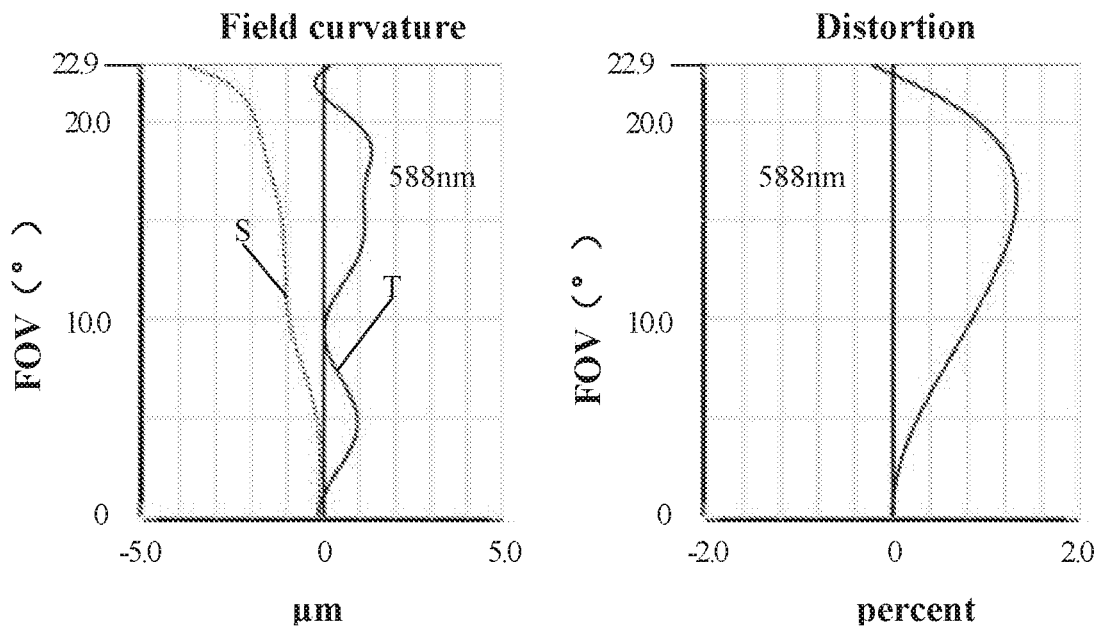 Field curvature
22.9
20.0
588nm
S
T
FOV ( ° )
10.0
0
-5.0 0 5.0
μm
Distortion
22.9
20.0
588nm
FOV ( ° )
10.0
0
-2.0 0 2.0
percent